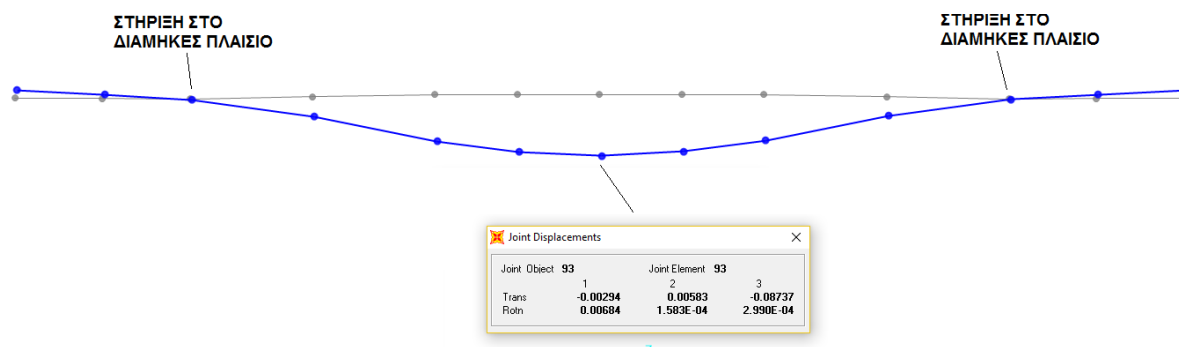 ΣΤΗΡΙΞΗ ΣΤΟ
ΔΙΑΜΗΚΕΣ ΠΛΑΙΣΙΟ
ΣΤΗΡΙΞΗ ΣΤΟ
ΔΙΑΜΗΚΕΣ ΠΛΑΙΣΙΟ
Joint Displacements
Joint Object 93 Joint Element 93
1 2 3
Trans -0.00294 0.00583 -0.08737
Rotn 0.00684 1.583E-04 2.990E-04